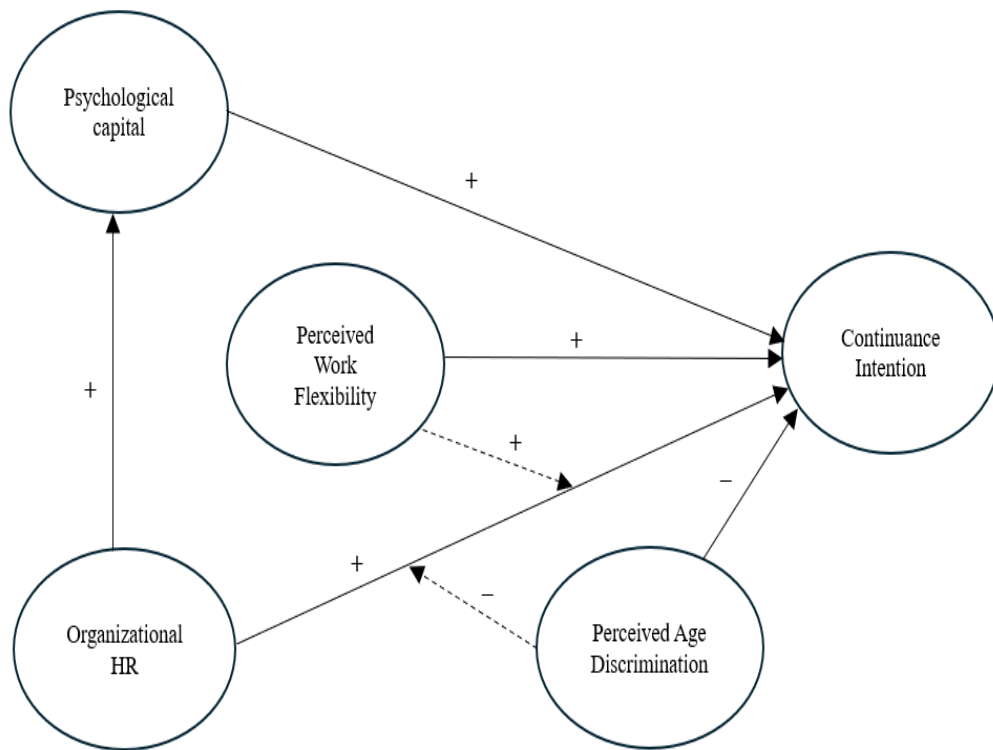 Psychological
capital
+
Perceived
Work
Flexibility
+
Continuance
Intention
+
+
–
+
–
Organizational
HR
Perceived Age
Discrimination